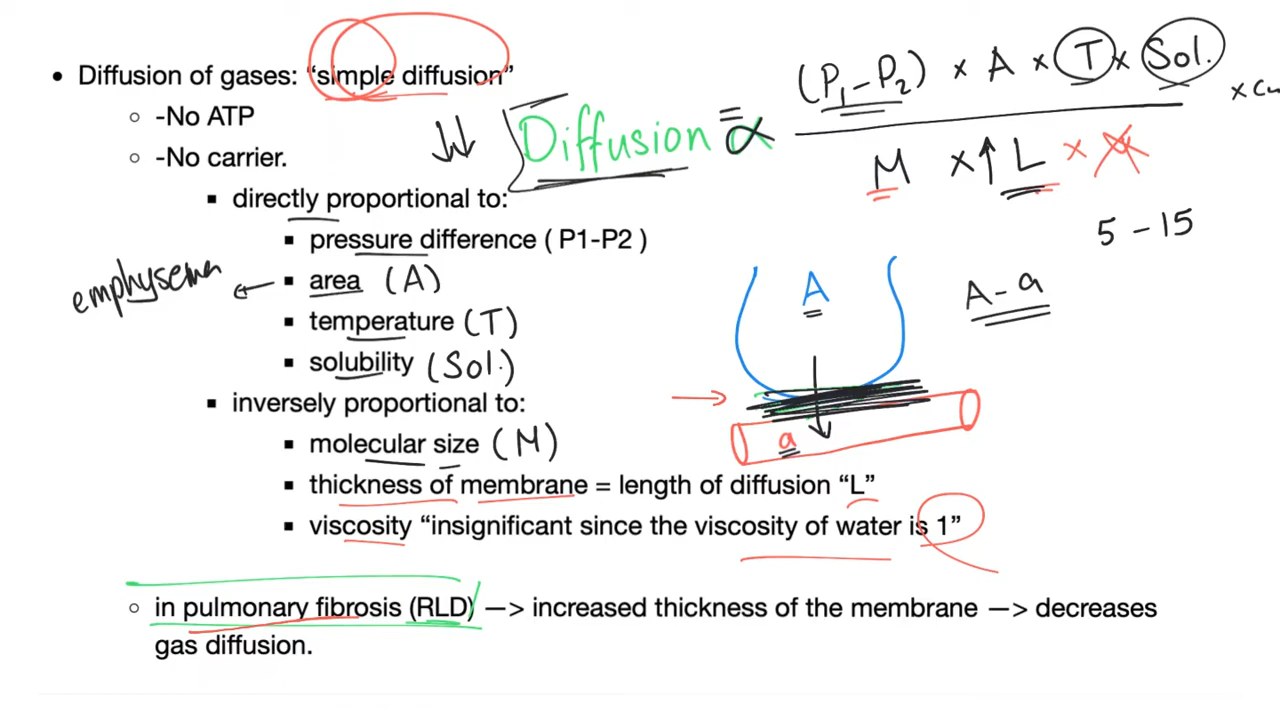 • Diffusion of gases: “simple diffusion”
◦ -No ATP
◦ -No carrier.
▪ directly proportional to:
▪ pressure difference ( P1-P2 )
▪ area (A)
▪ temperature (T)
▪ solubility (Sol.)
▪ inversely proportional to:
▪ molecular size (M)
▪ thickness of membrane = length of diffusion “L”
▪ viscosity “insignificant since the viscosity of water is 1”
◦ in pulmonary fibrosis (RLD) —> increased thickness of the membrane —> decreases
gas diffusion.
emphysema
↓↓ Diffusion ∝
(P₁-P₂) × A × T × Sol.
M × ↑ L ×
5 - 15
A - a
A
a